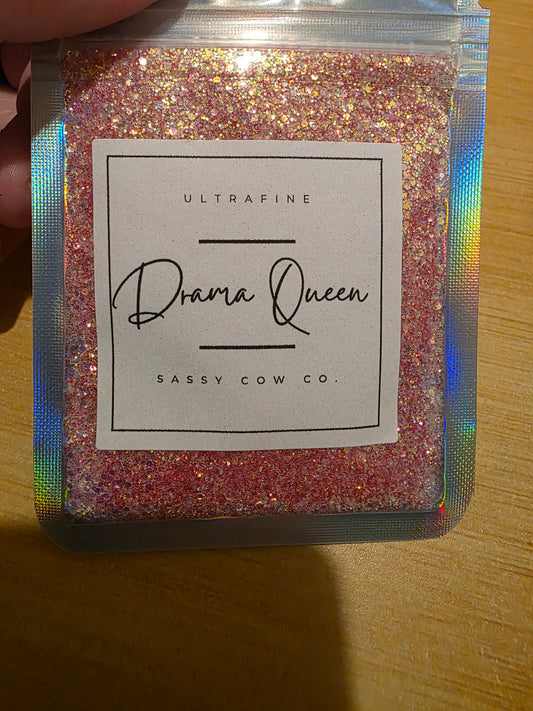 ULTRAFINE
Drama Queen
SASSY COW CO.